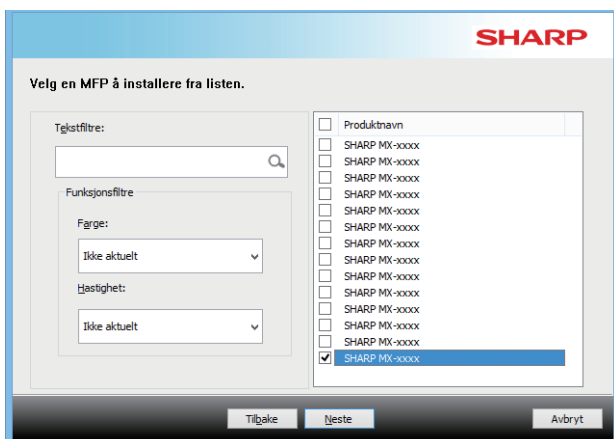 SHARP
Velg en MFP å installere fra listen.
Tekstfiltre:
Funksjonsfiltre
Farge:
Ikke aktuelt
Hastighet:
Ikke aktuelt
Produktnavn
SHARP MX-xxxx
SHARP MX-xxxx
SHARP MX-xxxx
SHARP MX-xxxx
SHARP MX-xxxx
SHARP MX-xxxx
SHARP MX-xxxx
SHARP MX-xxxx
SHARP MX-xxxx
SHARP MX-xxxx
SHARP MX-xxxx
SHARP MX-xxxx
SHARP MX-xxxx
SHARP MX-xxxx
Tilbake Neste Avbryt